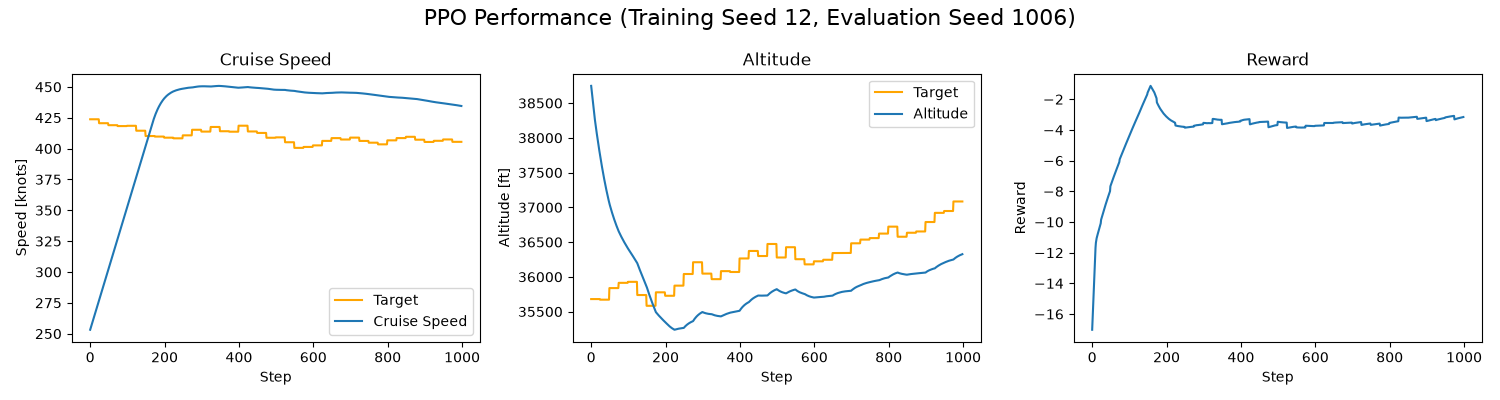 PPO Performance (Training Seed 12, Evaluation Seed 1006)
Cruise Speed
Speed [knots]
450
425
400
375
350
325
300
275
250
Target
Cruise Speed
0 200 400 600 800 1000
Step
Altitude
Altitude [ft]
38500
38000
37500
37000
36500
36000
35500
Target
Altitude
0 200 400 600 800 1000
Step
Reward
Reward
−2
−4
−6
−8
−10
−12
−14
−16
0 200 400 600 800 1000
Step